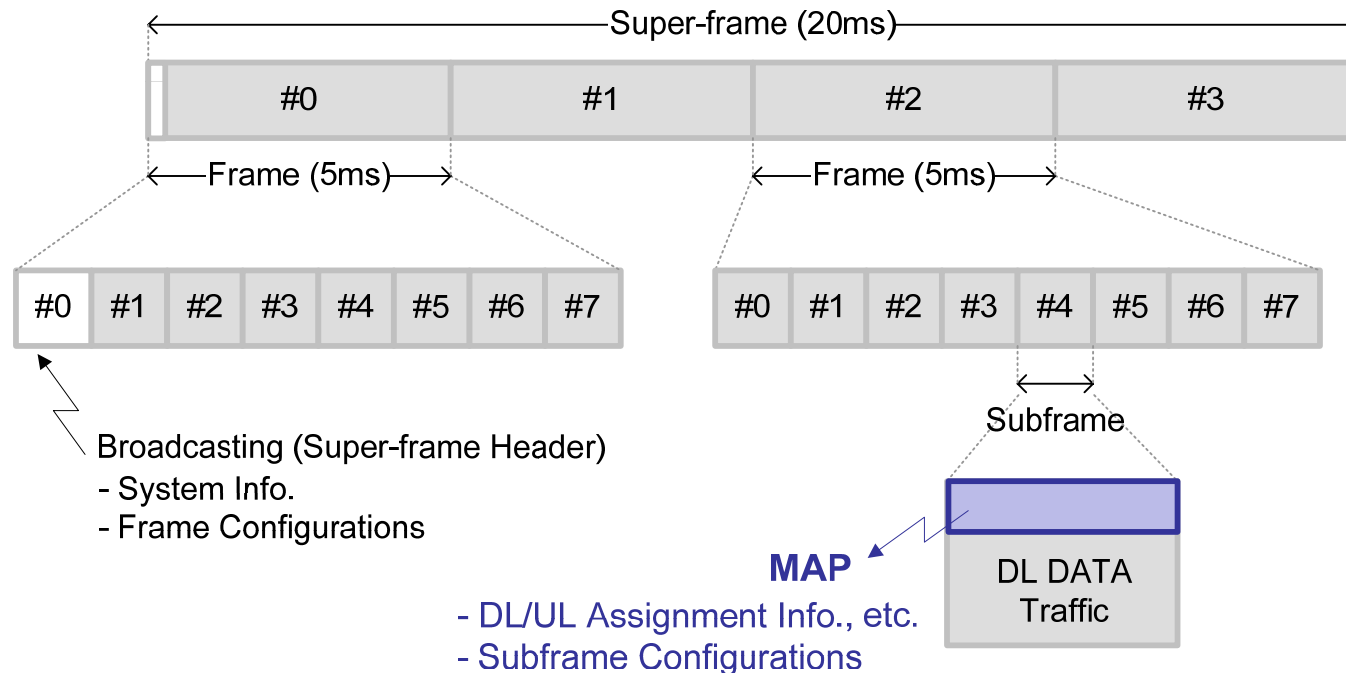 Super-frame (20ms)
#0 #1 #2 #3
Frame (5ms) Frame (5ms)
#0 #1 #2 #3 #4 #5 #6 #7 #0 #1 #2 #3 #4 #5 #6 #7
Subframe
Broadcasting (Super-frame Header)
- System Info.
- Frame Configurations
MAP
- DL/UL Assignment Info., etc.
- Subframe Configurations
DL DATA
Traffic